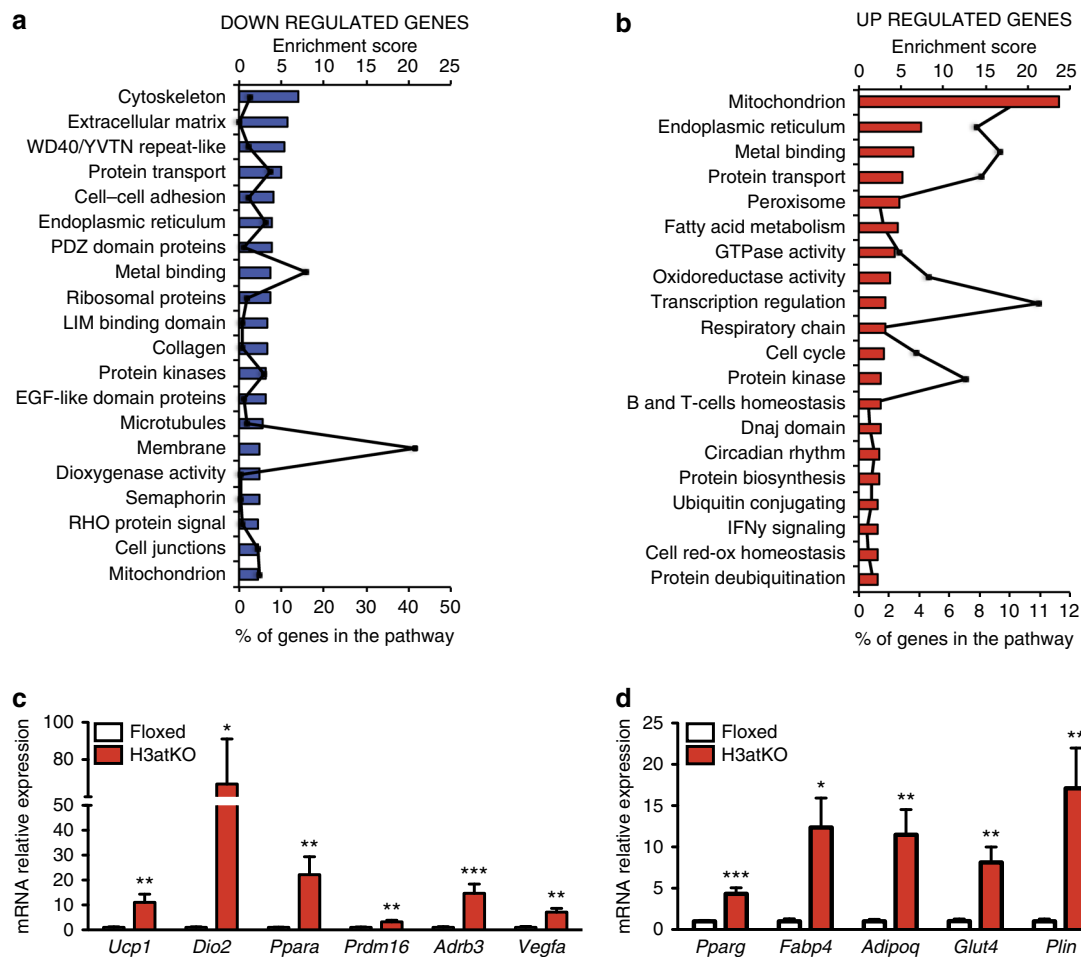 a
DOWN REGULATED GENES
Enrichment score
0 5 10 15 20 25
Cytoskeleton
Extracellular matrix
WD40/YVTN repeat-like
Protein transport
Cell–cell adhesion
Endoplasmic reticulum
PDZ domain proteins
Metal binding
Ribosomal proteins
LIM binding domain
Collagen
Protein kinases
EGF-like domain proteins
Microtubules
Membrane
Dioxygenase activity
Semaphorin
RHO protein signal
Cell junctions
Mitochondrion
0 10 20 30 40 50
% of genes in the pathway
b
UP REGULATED GENES
Enrichment score
0 5 10 15 20 25
Mitochondrion
Endoplasmic reticulum
Metal binding
Protein transport
Peroxisome
Fatty acid metabolism
GTPase activity
Oxidoreductase activity
Transcription regulation
Respiratory chain
Cell cycle
Protein kinase
B and T-cells homeostasis
Dnaj domain
Circadian rhythm
Protein biosynthesis
Ubiquitin conjugating
IFNy signaling
Cell red-ox homeostasis
Protein deubiquitination
0 2 4 6 8 10 11 12
% of genes in the pathway
c
mRNA relative expression
100
80
60
50
40
30
20
10
0
Floxed
H3atKO
** * ** ** *** **
Ucp1 Dio2 Ppara Prdm16 Adrb3 Vegfa
d
mRNA relative expression
25
20
15
10
5
0
Floxed
H3atKO
*** * ** ** **
Pparg Fabp4 Adipoq Glut4 Plin